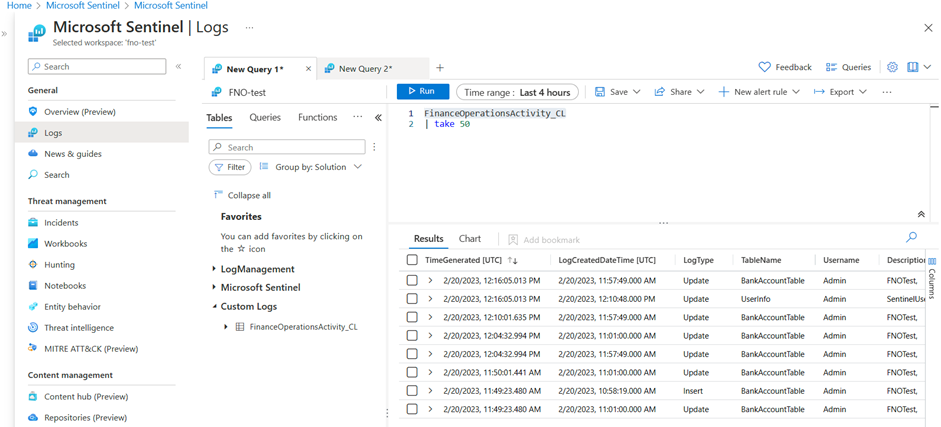 Home > Microsoft Sentinel > Microsoft Sentinel
Microsoft Sentinel | Logs ...
Selected workspace: 'fno-test'
Search
General
Overview (Preview)
Logs
News & guides
Search
Threat management
Incidents
Workbooks
Hunting
Notebooks
Entity behavior
Threat intelligence
MITRE ATT&CK (Preview)
Content management
Content hub (Preview)
Repositories (Preview)
New Query 1* New Query 2* +
Feedback Queries
FNO-test Run Time range : Last 4 hours Save Share New alert rule Export ...
Tables Queries Functions ...
Search
Filter Group by: Solution
Collapse all
Favorites
You can add favorites by clicking on
the ☆ icon
LogManagement
Microsoft Sentinel
Custom Logs
FinanceOperationsActivity_CL
1 FinanceOperationsActivity_CL
2 | take 50
Results Chart Add bookmark
TimeGenerated [UTC] LogCreatedDateTime [UTC] LogType TableName Username Descriptio
2/20/2023, 12:16:05.013 PM 2/20/2023, 11:57:49.000 AM Update BankAccountTable Admin FNOTest,
2/20/2023, 12:16:05.013 PM 2/20/2023, 12:10:48.000 PM Update UserInfo Admin SentinelUse
2/20/2023, 12:10:01.635 PM 2/20/2023, 11:57:49.000 AM Update BankAccountTable Admin FNOTest,
2/20/2023, 12:04:32.994 PM 2/20/2023, 11:01:00.000 AM Update BankAccountTable Admin FNOTest,
2/20/2023, 12:04:32.994 PM 2/20/2023, 11:57:49.000 AM Update BankAccountTable Admin FNOTest,
2/20/2023, 11:50:01.441 AM 2/20/2023, 11:01:00.000 AM Update BankAccountTable Admin FNOTest,
2/20/2023, 11:49:23.480 AM 2/20/2023, 10:58:19.000 AM Insert BankAccountTable Admin FNOTest,
2/20/2023, 11:49:23.480 AM 2/20/2023, 11:01:00.000 AM Update BankAccountTable Admin FNOTest,
Columns